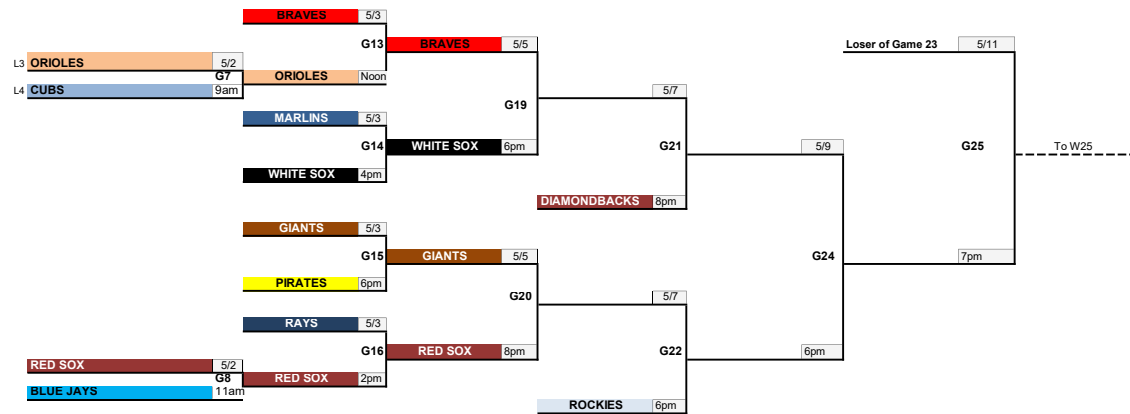 BRAVES 5/3
G13 BRAVES 5/5
Loser of Game 23 5/11
L3 ORIOLES 5/2
G7 ORIOLES Noon
L4 CUBS 9am
5/7
G19
MARLINS 5/3
G14 WHITE SOX 6pm
G21 5/9 G25 To W25
WHITE SOX 4pm
DIAMONDBACKS 8pm
GIANTS 5/3
G15 GIANTS 5/5 G24 7pm
PIRATES 6pm
G20 5/7
RAYS 5/3
G16 RED SOX 8pm G22 6pm
RED SOX 5/2
G8 RED SOX 2pm
BLUE JAYS 11am
ROCKIES 6pm